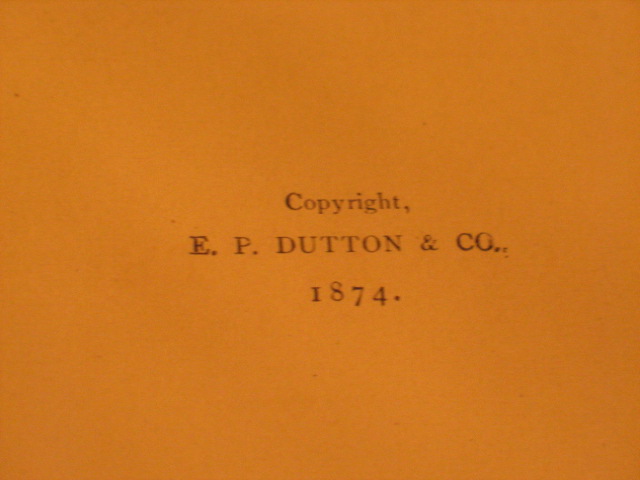 Copyright,
E. P. DUTTON & CO.,
1874.